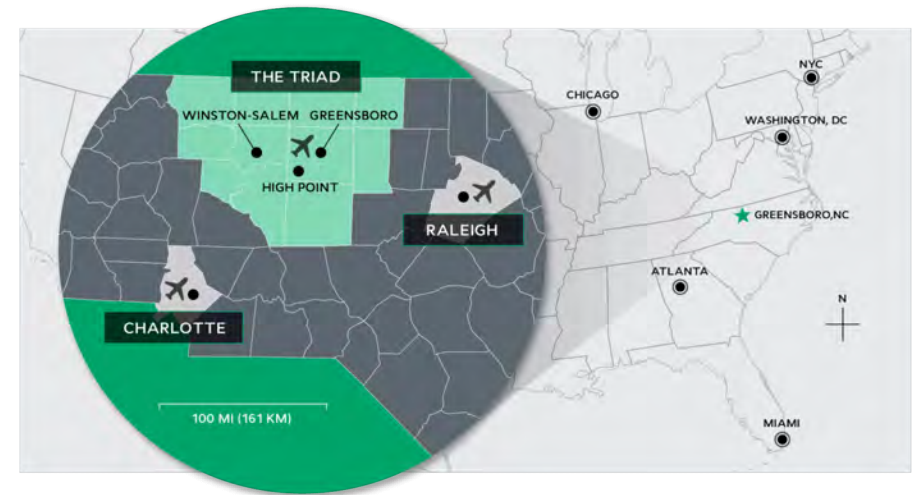 THE TRIAD
WINSTON-SALEM
GREENSBORO
HIGH POINT
RALEIGH
CHARLOTTE
100 MI (161 KM)
NYC
CHICAGO
WASHINGTON, DC
GREENSBORO,NC
ATLANTA
N
MIAMI